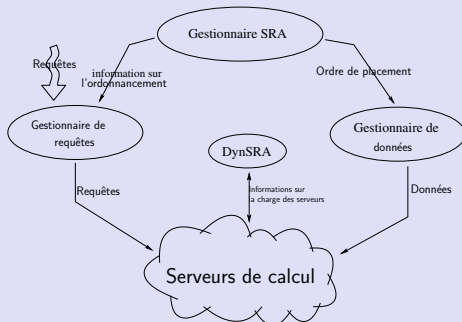 Gestionnaire SRA
Requêtes
information sur
l'ordonnancement
Ordre de placement
Gestionnaire de
requêtes
DynSRA
Gestionnaire de
données
Requêtes
Informations sur
a charge des serveurs
Données
Serveurs de calcul